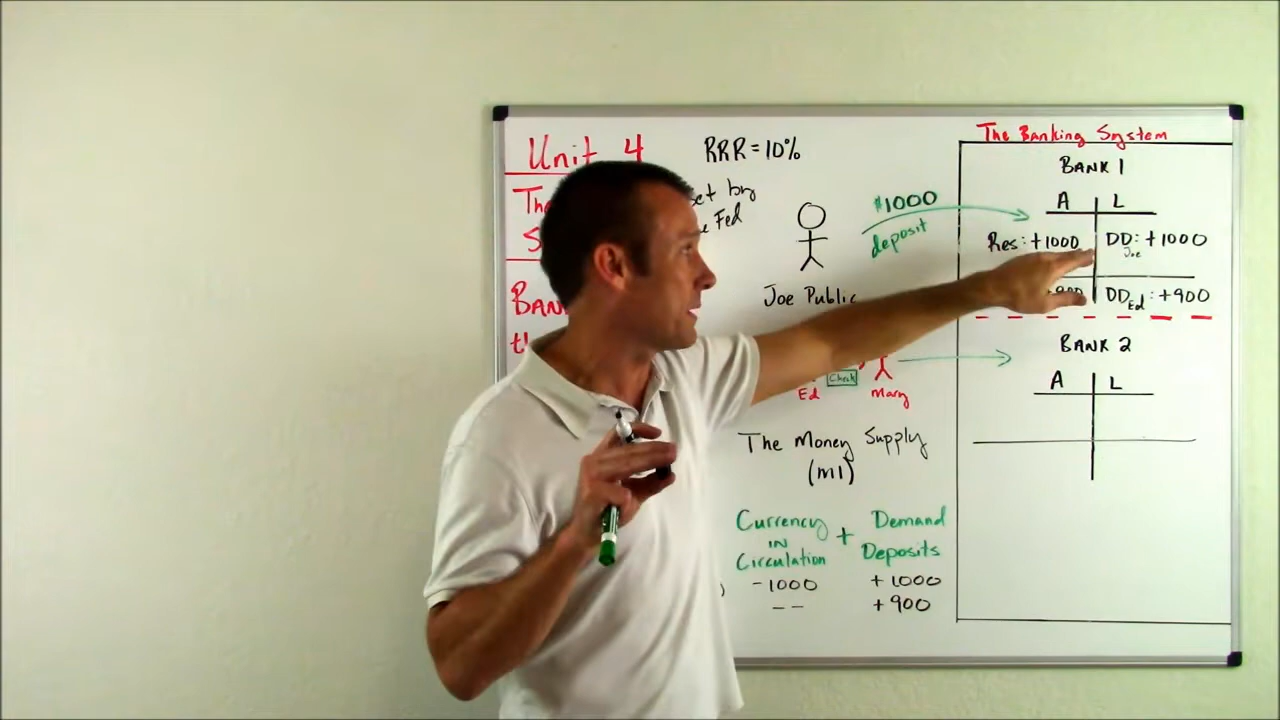 Unit 4
RRR = 10%
set by
Fed
Joe Public
$1000
deposit
Ed
Check
Mary
The Money Supply
(M1)
Currency
IN
Circulation
+
Demand
Deposits
-1000
+1000
--
+900
The Banking System
BANK 1
A
L
Res: +1000
DD: +1000
Joe
DD Ed: +900
BANK 2
A
L